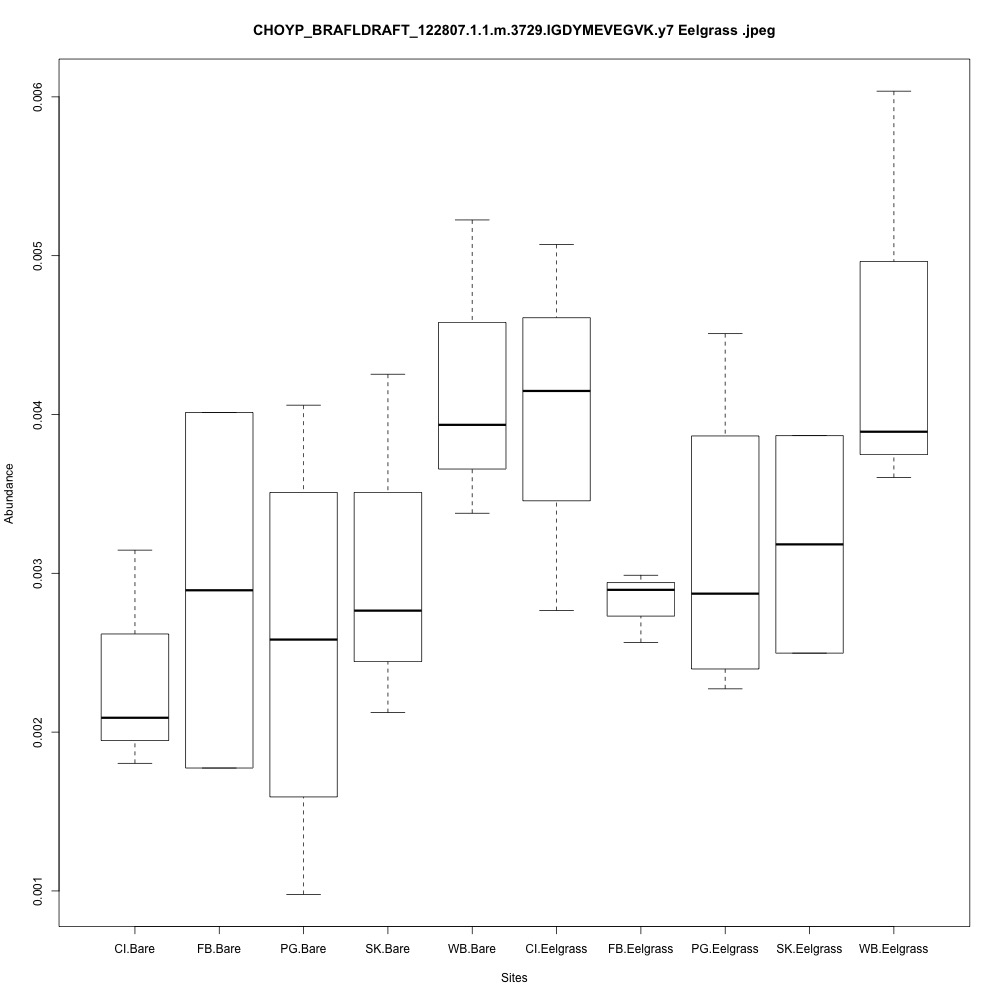 CHOYP_BRAFLDRAFT_122807.1.1.m.3729.IGDYMEVEGVK.y7 Eelgrass .jpeg
Abundance
0.006
0.005
0.004
0.003
0.002
0.001
CI.Bare FB.Bare PG.Bare SK.Bare WB.Bare CI.Eelgrass FB.Eelgrass PG.Eelgrass SK.Eelgrass WB.Eelgrass
Sites